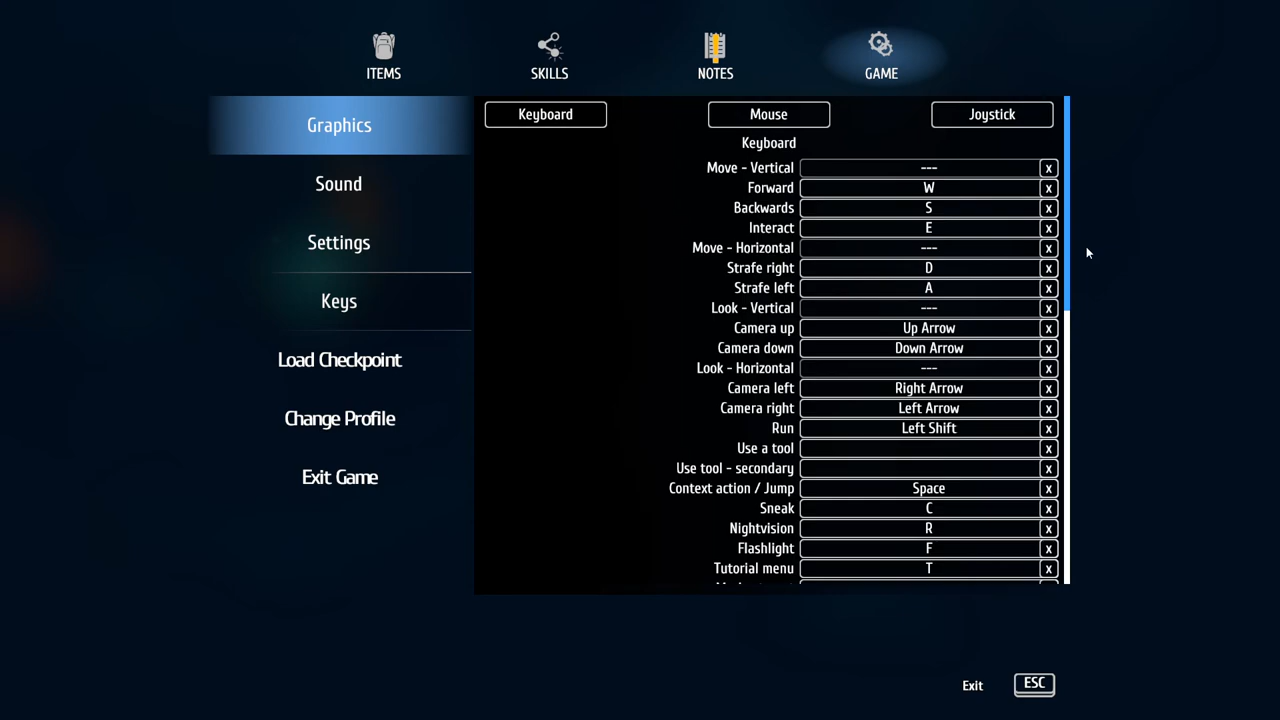 ITEMS SKILLS NOTES GAME
Graphics
Sound
Settings
Keys
Load Checkpoint
Change Profile
Exit Game
Keyboard Mouse Joystick
Keyboard
Move - Vertical --- x
Forward W x
Backwards S x
Interact E x
Move - Horizontal --- x
Strafe right D x
Strafe left A x
Look - Vertical --- x
Camera up Up Arrow x
Camera down Down Arrow x
Look - Horizontal --- x
Camera left Right Arrow x
Camera right Left Arrow x
Run Left Shift x
Use a tool x
Use tool - secondary x
Context action / Jump Space x
Sneak C x
Nightvision R x
Flashlight F x
Tutorial menu T x
Exit ESC